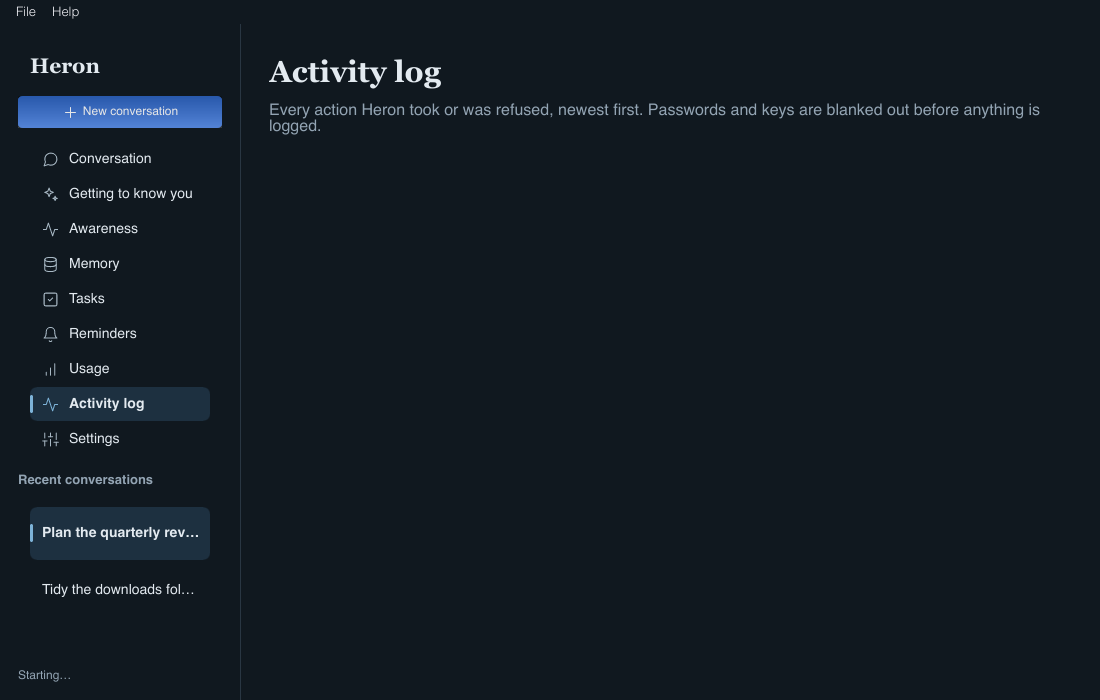 File Help
Heron
New conversation
Conversation
Getting to know you
Awareness
Memory
Tasks
Reminders
Usage
Activity log
Settings
Recent conversations
Plan the quarterly rev…
Tidy the downloads fol…
Starting…
Activity log
Every action Heron took or was refused, newest first. Passwords and keys are blanked out before anything is
logged.